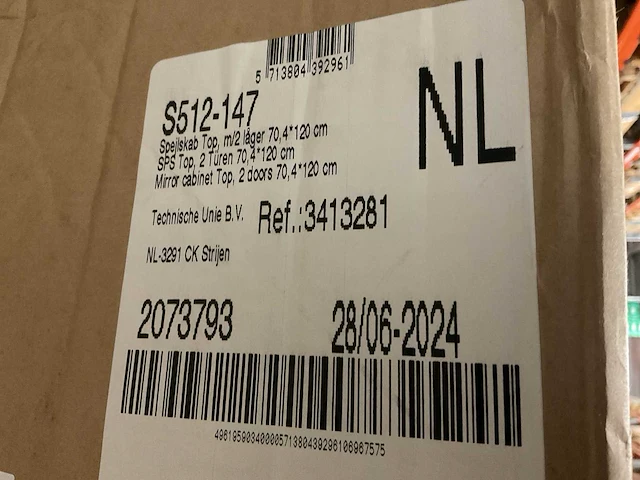 5 713804 392961
NL
S512-147
Spejlskab Top, m/2 låger 70,4*120 cm
SPS Top, 2 Türen 70,4*120 cm
Mirror cabinet Top, 2 doors 70,4*120 cm
Technische Unie B.V. Ref.:3413281
NL-3291 CK Strijen
2073793 28/06-2024
4961959034000057138043929610696757​5